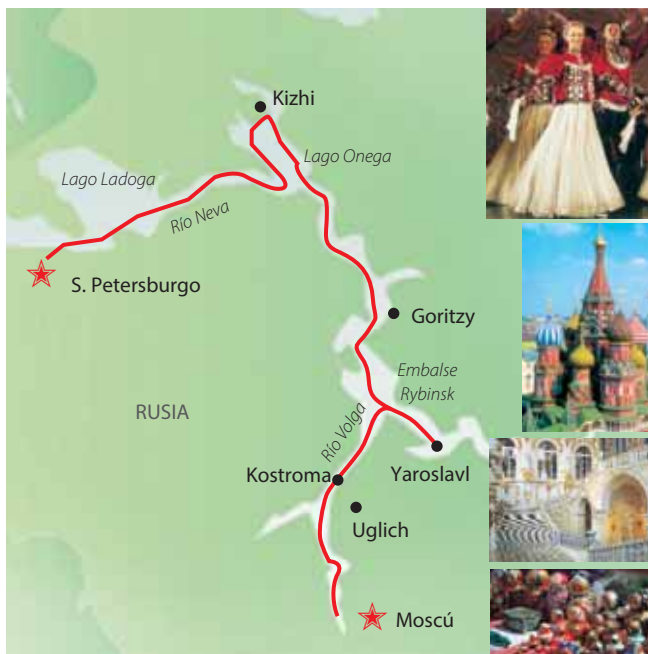 Kizhi
Lago Onega
Lago Ladoga
Río Neva
S. Petersburgo
Goritzy
Embalse
Rybinsk
RUSIA
Río Volga
Kostroma
Yaroslavl
Uglich
Moscú